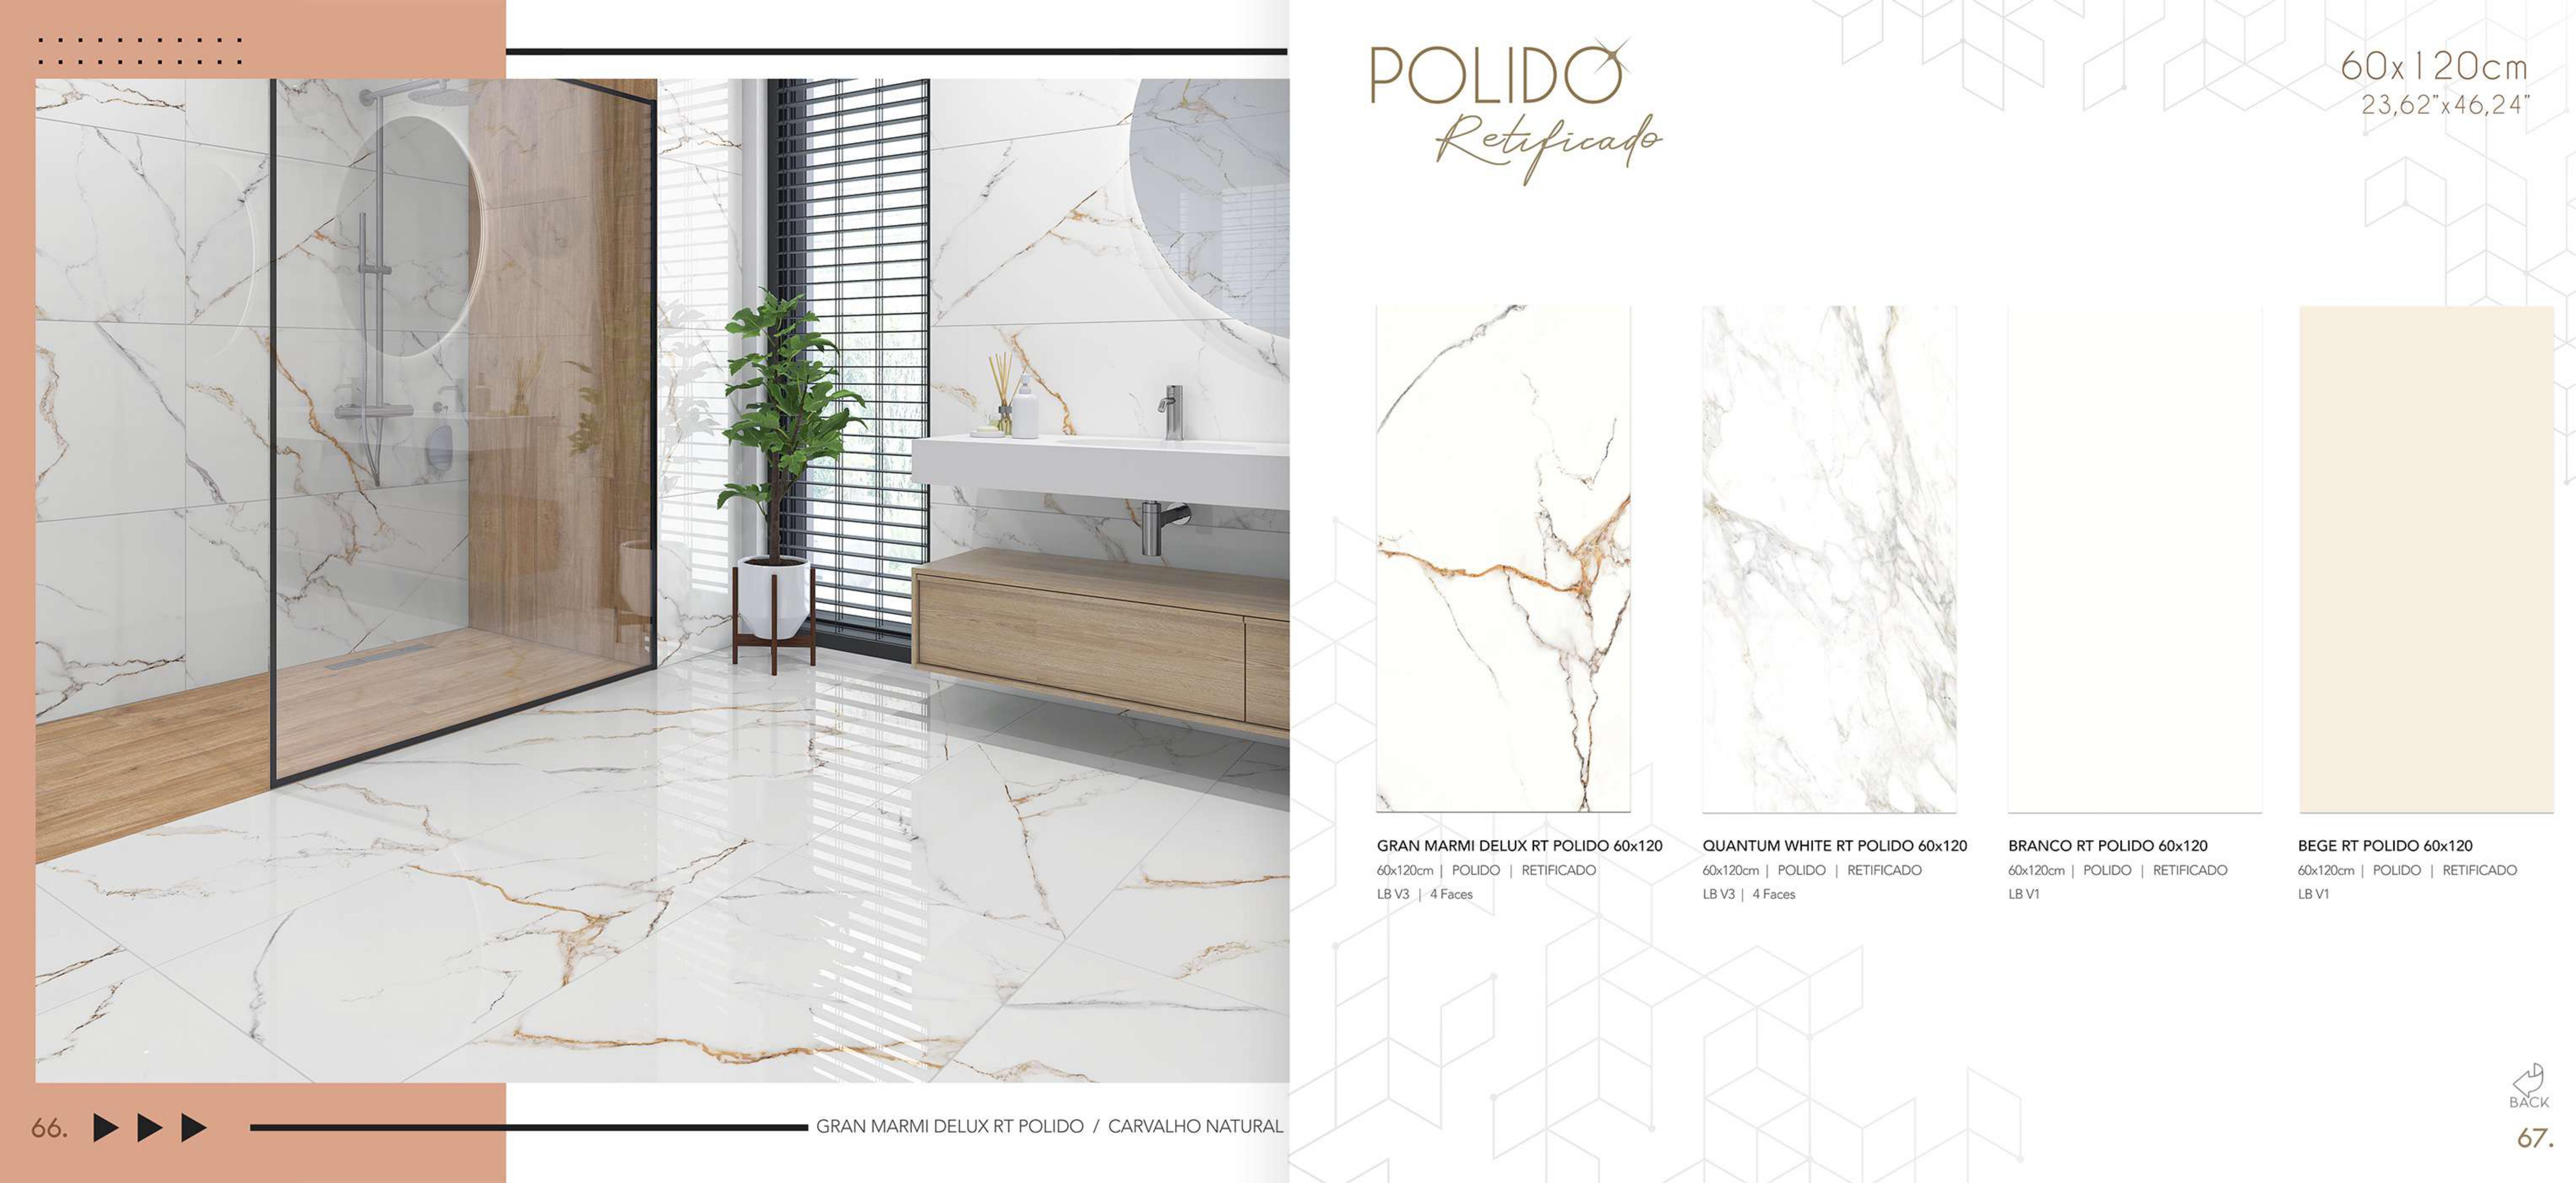 66.
GRAN MARMI DELUX RT POLIDO / CARVALHO NATURAL
POLIDO
Retificado
60x120cm
23,62”x46,24”
GRAN MARMI DELUX RT POLIDO 60x120
60x120cm | POLIDO | RETIFICADO
LB V3 | 4 Faces
QUANTUM WHITE RT POLIDO 60x120
60x120cm | POLIDO | RETIFICADO
LB V3 | 4 Faces
BRANCO RT POLIDO 60x120
60x120cm | POLIDO | RETIFICADO
LB V1
BEGE RT POLIDO 60x120
60x120cm | POLIDO | RETIFICADO
LB V1
BACK
67.